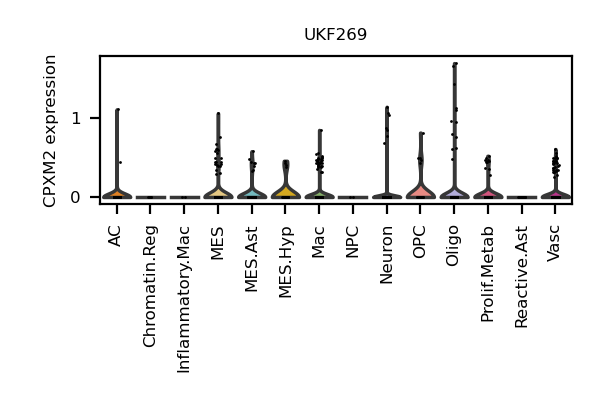 UKF269
CPXM2 expression
1
0
AC
Chromatin.Reg
Inflammatory.Mac
MES
MES.Ast
MES.Hyp
Mac
NPC
Neuron
OPC
Oligo
Prolif.Metab
Reactive.Ast
Vasc